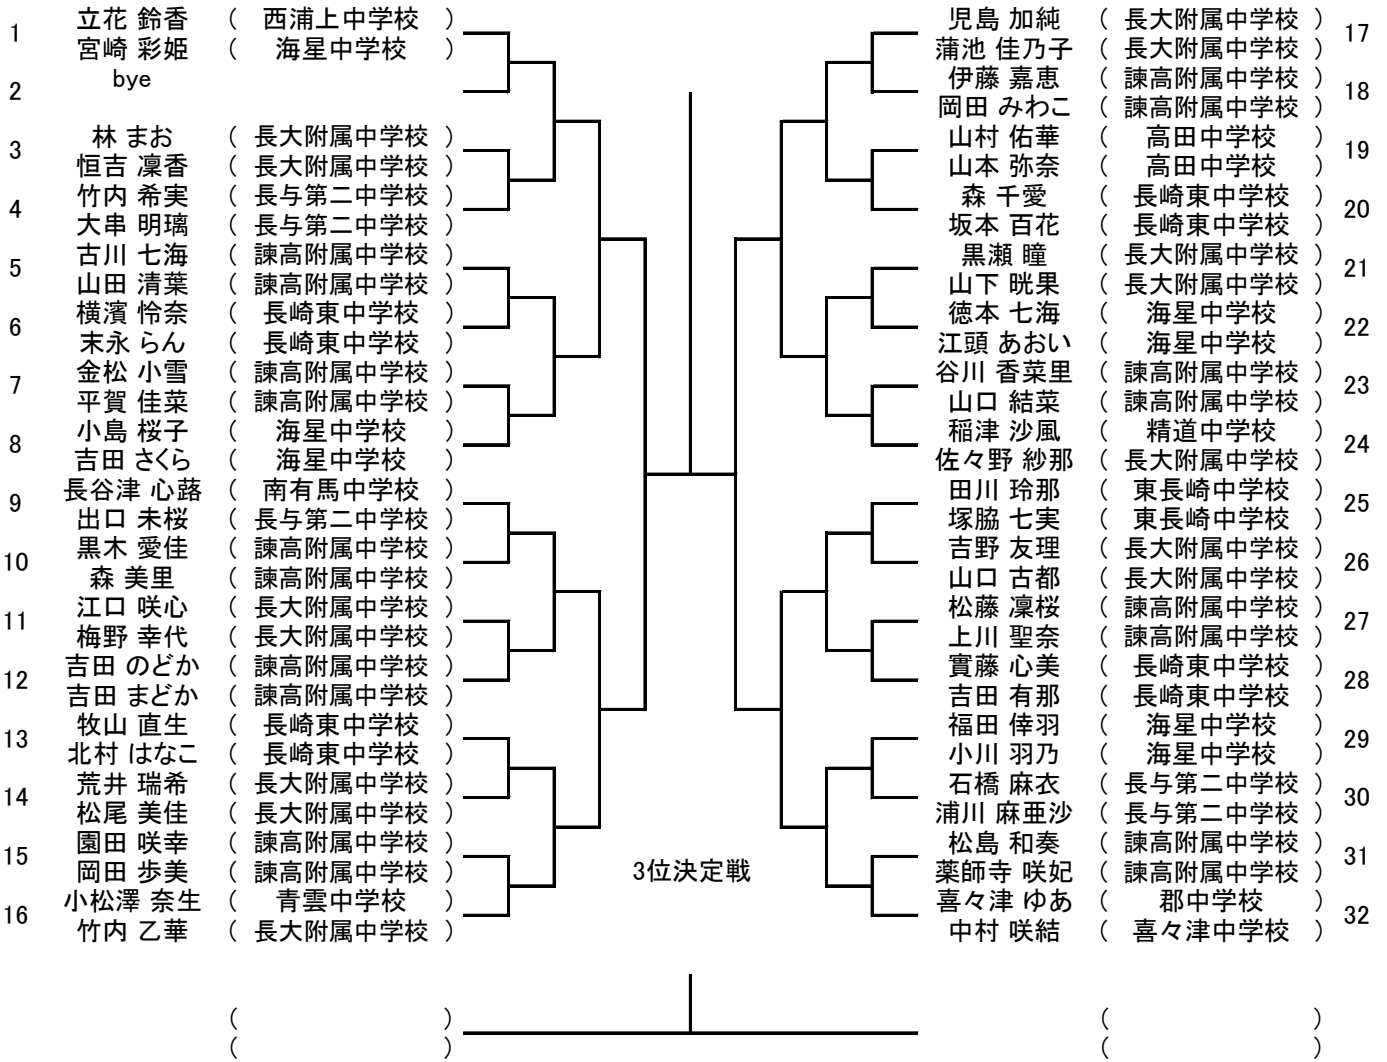 1 立花 鈴香 ( 西浦上中学校 )
宮崎 彩姫 ( 海星中学校 )
2 bye
3 林 まお ( 長大附属中学校 )
恒吉 凜香 ( 長大附属中学校 )
4 竹内 希実 ( 長与第二中学校 )
大串 明璃 ( 長与第二中学校 )
5 古川 七海 ( 諫高附属中学校 )
山田 清葉 ( 諫高附属中学校 )
6 横濱 怜奈 ( 長崎東中学校 )
末永 らん ( 長崎東中学校 )
7 金松 小雪 ( 諫高附属中学校 )
平賀 佳菜 ( 諫高附属中学校 )
8 小島 桜子 ( 海星中学校 )
吉田 さくら ( 海星中学校 )
9 長谷津 心蕗 ( 南有馬中学校 )
出口 未桜 ( 長与第二中学校 )
10 黒木 愛佳 ( 諫高附属中学校 )
森 美里 ( 諫高附属中学校 )
11 江口 咲心 ( 長大附属中学校 )
梅野 幸代 ( 長大附属中学校 )
12 吉田 のどか ( 諫高附属中学校 )
吉田 まどか ( 諫高附属中学校 )
13 牧山 直生 ( 長崎東中学校 )
北村 はなこ ( 長崎東中学校 )
14 荒井 瑞希 ( 長大附属中学校 )
松尾 美佳 ( 長大附属中学校 )
15 園田 咲幸 ( 諫高附属中学校 )
岡田 歩美 ( 諫高附属中学校 )
16 小松澤 奈生 ( 青雲中学校 )
竹内 乙華 ( 長大附属中学校 )
児島 加純 ( 長大附属中学校 ) 17
蒲池 佳乃子 ( 長大附属中学校 )
伊藤 嘉恵 ( 諫高附属中学校 ) 18
岡田 みわこ ( 諫高附属中学校 )
山村 佑華 ( 高田中学校 ) 19
山本 弥奈 ( 高田中学校 )
森 千愛 ( 長崎東中学校 ) 20
坂本 百花 ( 長崎東中学校 )
黒瀬 瞳 ( 長大附属中学校 ) 21
山下 晄果 ( 長大附属中学校 )
徳本 七海 ( 海星中学校 ) 22
江頭 あおい ( 海星中学校 )
谷川 香菜里 ( 諫高附属中学校 ) 23
山口 結菜 ( 諫高附属中学校 )
稲津 沙風 ( 精道中学校 ) 24
佐々野 紗那 ( 長大附属中学校 )
田川 玲那 ( 東長崎中学校 ) 25
塚脇 七実 ( 東長崎中学校 )
吉野 友理 ( 長大附属中学校 ) 26
山口 古都 ( 長大附属中学校 )
松藤 凜桜 ( 諫高附属中学校 ) 27
上川 聖奈 ( 諫高附属中学校 )
實藤 心美 ( 長崎東中学校 ) 28
吉田 有那 ( 長崎東中学校 )
福田 倖羽 ( 海星中学校 ) 29
小川 羽乃 ( 海星中学校 )
石橋 麻衣 ( 長与第二中学校 ) 30
浦川 麻亜沙 ( 長与第二中学校 )
松島 和奏 ( 諫高附属中学校 ) 31
薬師寺 咲妃 ( 諫高附属中学校 )
喜々津 ゆあ ( 郡中学校 ) 32
中村 咲結 ( 喜々津中学校 )
3位決定戦
( ) ( )
( ) ( )